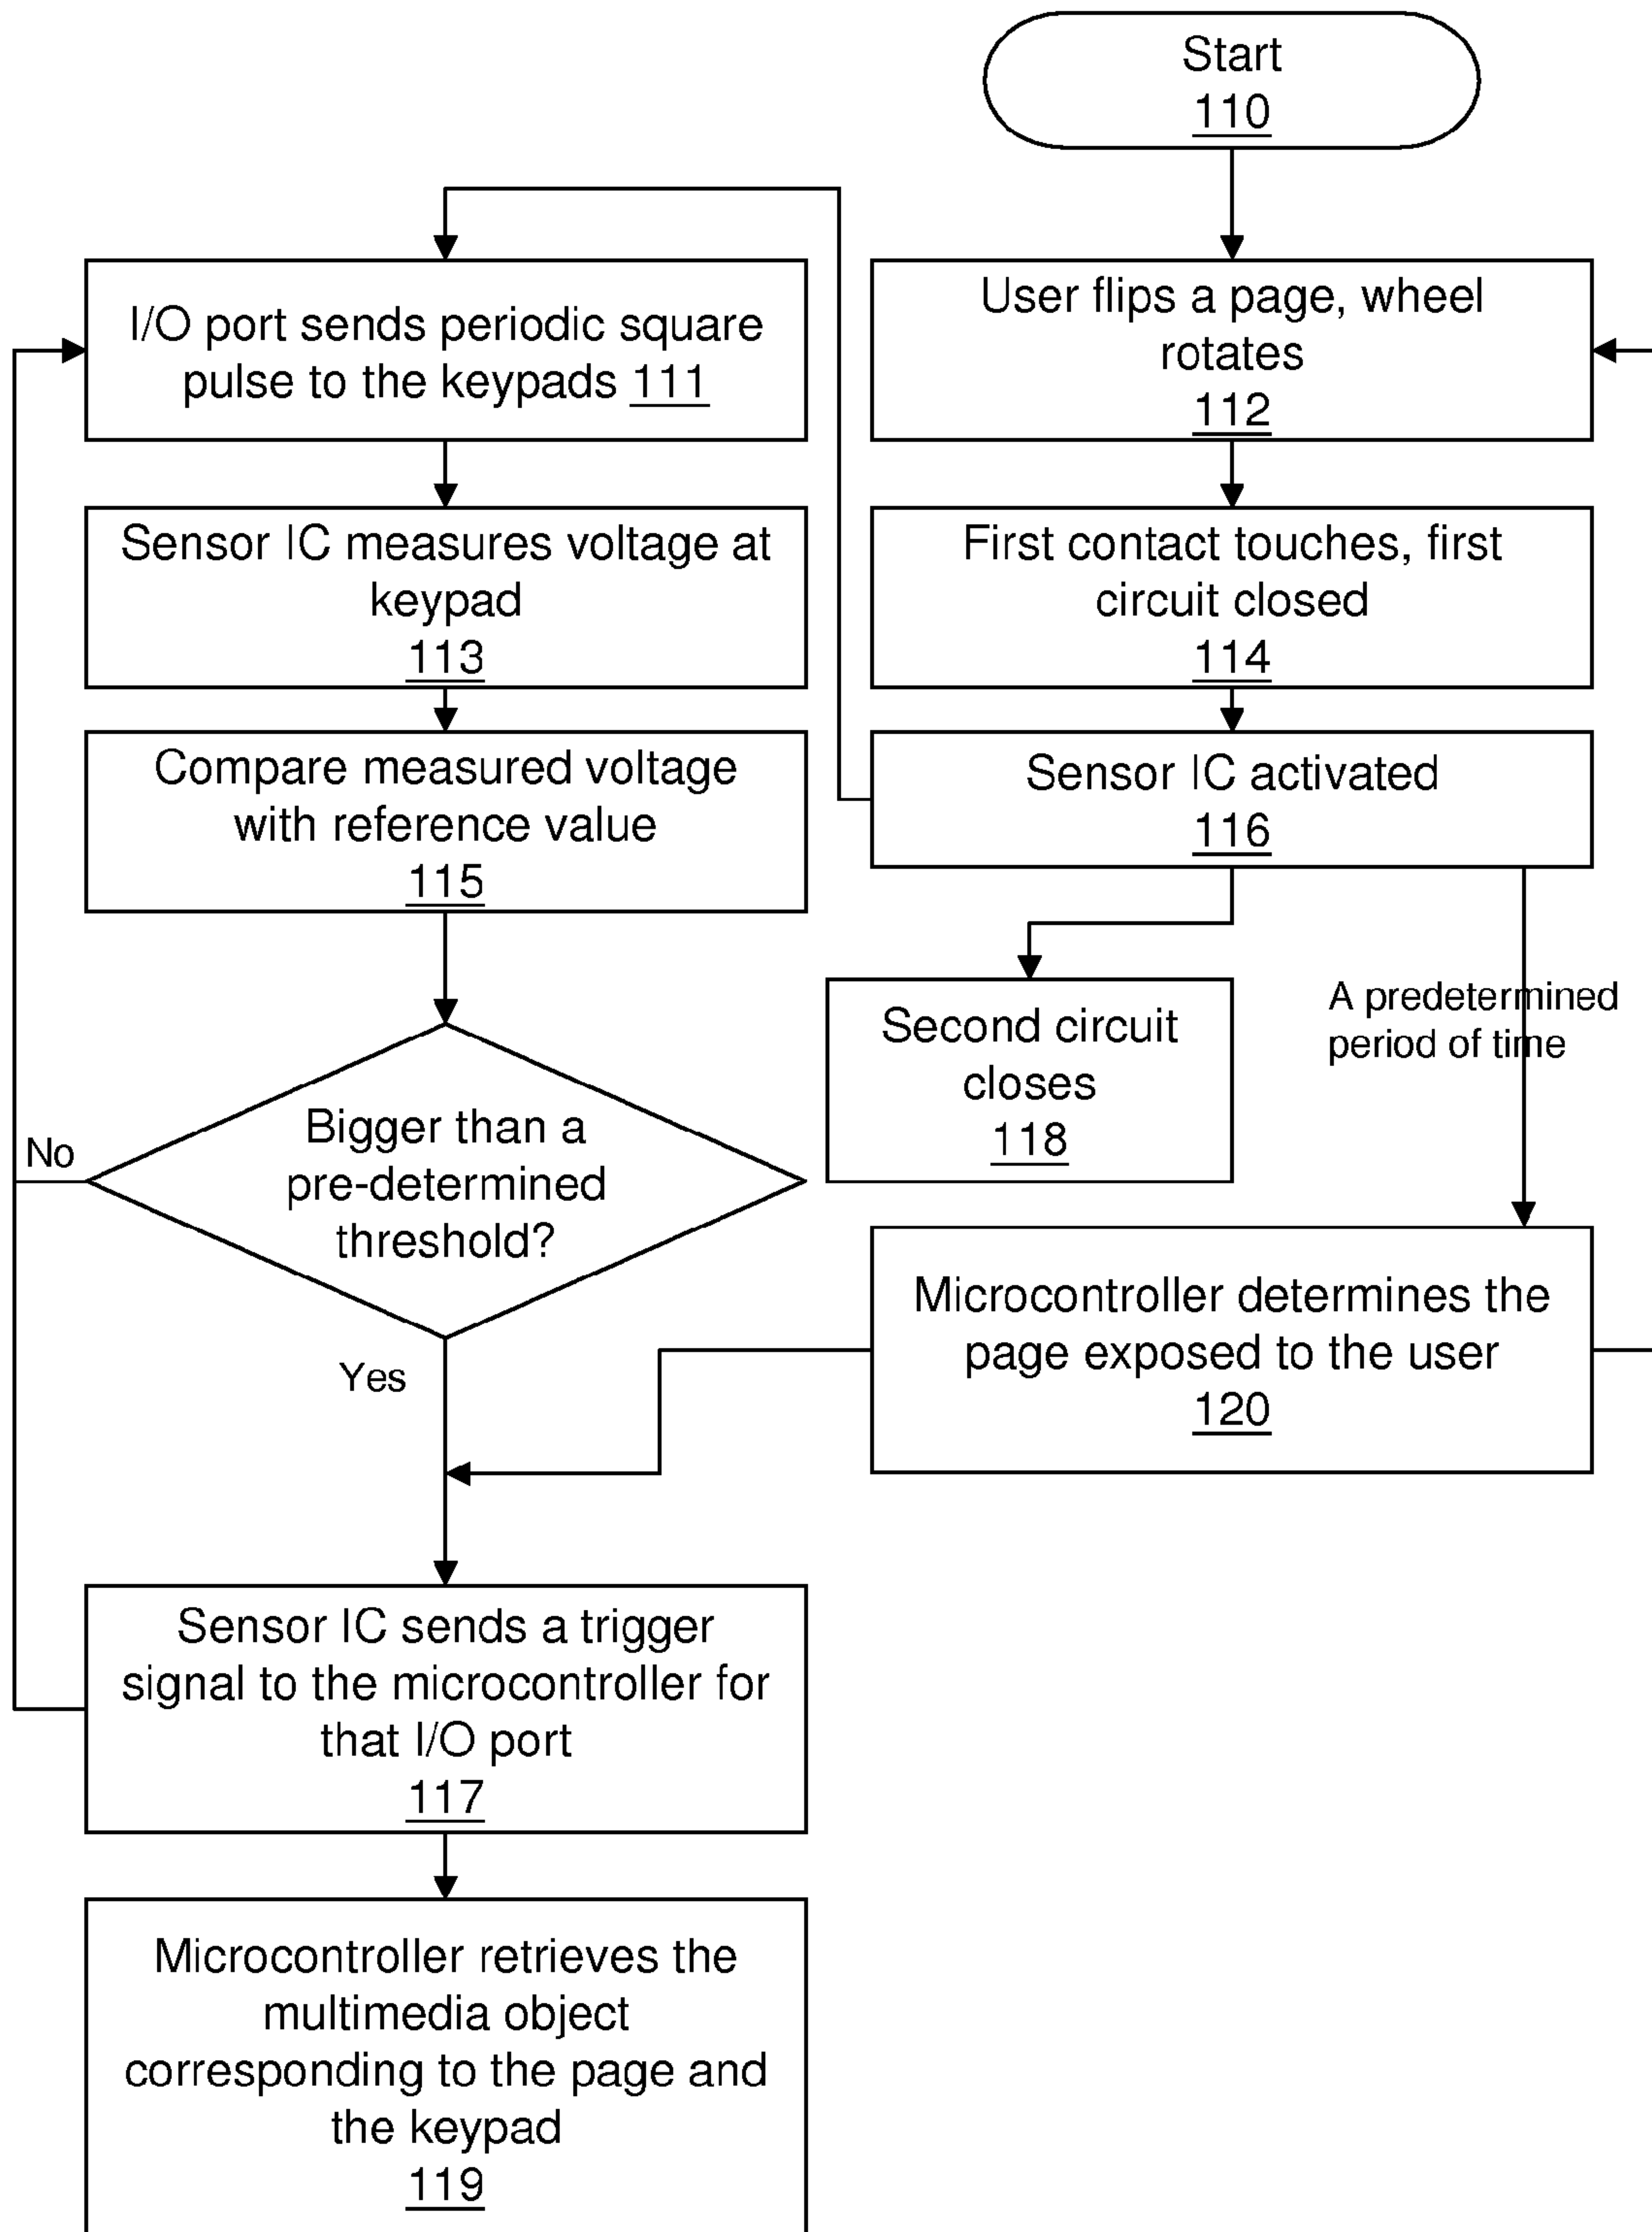 Start
110
I/O port sends periodic square
pulse to the keypads 111
User flips a page, wheel
rotates
112
Sensor IC measures voltage at
keypad
113
First contact touches, first
circuit closed
114
Compare measured voltage
with reference value
115
Sensor IC activated
116
Second circuit
closes
118
A predetermined
period of time
Bigger than a
pre-determined
threshold?
No
Yes
Microcontroller determines the
page exposed to the user
120
Sensor IC sends a trigger
signal to the microcontroller for
that I/O port
117
Microcontroller retrieves the
multimedia object
corresponding to the page and
the keypad
119